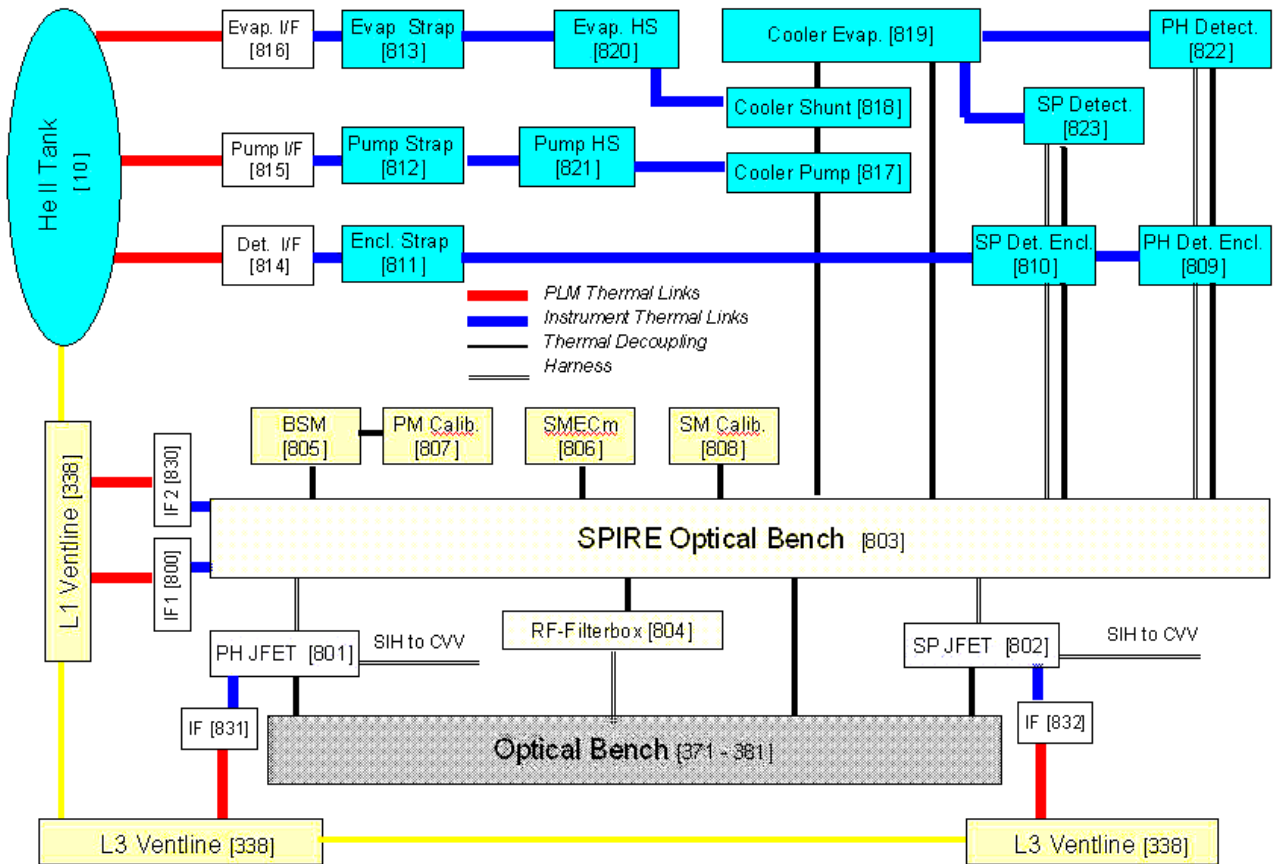 Evap. I/F
[816]
Evap Strap
[813]
Evap. HS
[820]
Cooler Evap. [819]
PH Detect.
[822]
Cooler Shunt [818]
SP Detect.
[823]
He II Tank
[10]
Pump I/F
[815]
Pump Strap
[812]
Pump HS
[821]
Cooler Pump [817]
Det. I/F
[814]
Encl. Strap
[811]
SP Det. Encl.
[810]
PH Det. Encl.
[809]
PLM Thermal Links
Instrument Thermal Links
Thermal Decoupling
Harness
BSM
[805]
PM Calib.
[807]
SMECm
[806]
SM Calib.
[808]
L1 Ventline [338]
IF2 [830]
IF1 [800]
SPIRE Optical Bench [803]
PH JFET [801]
SIH to CVV
RF-Filterbox [804]
SP JFET [802]
SIH to CVV
IF [831]
Optical Bench [371 - 381]
IF [832]
L3 Ventline [338]
L3 Ventline [338]